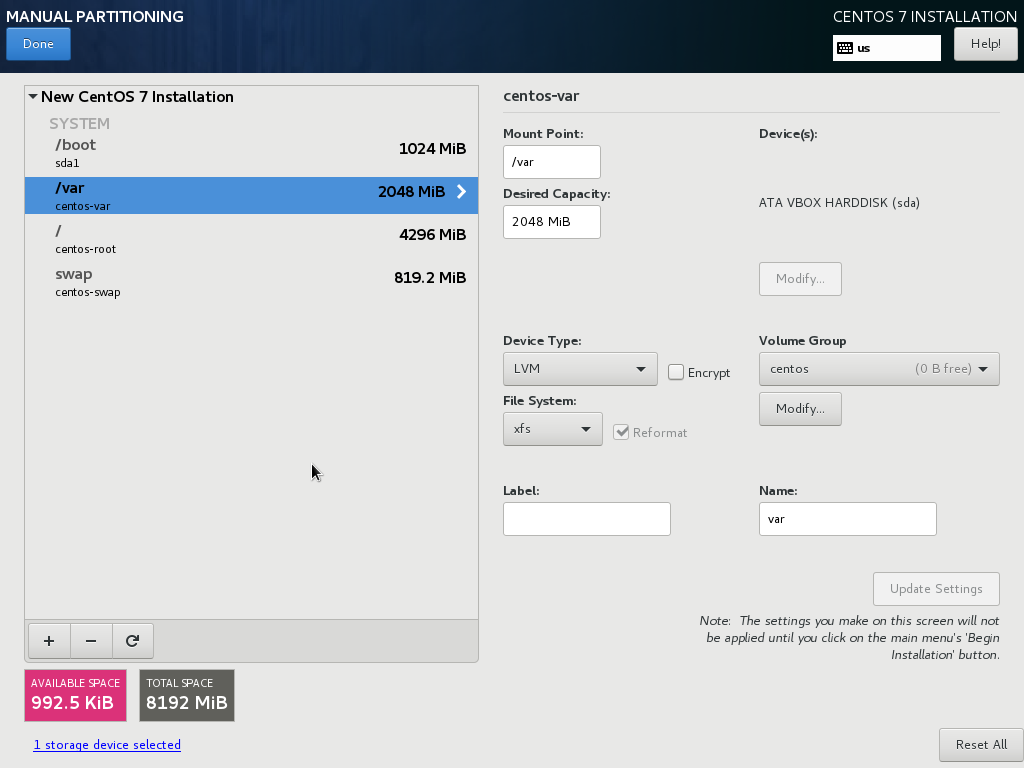 MANUAL PARTITIONING
CENTOS 7 INSTALLATION
Done
us
Help!
New CentOS 7 Installation
SYSTEM
/boot
1024 MiB
sda1
/var
2048 MiB
centos-var
/
4296 MiB
centos-root
swap
819.2 MiB
centos-swap
+
−
AVAILABLE SPACE
992.5 KiB
TOTAL SPACE
8192 MiB
1 storage device selected
centos-var
Mount Point:
/var
Device(s):
Desired Capacity:
2048 MiB
ATA VBOX HARDDISK (sda)
Modify...
Device Type:
LVM
Encrypt
Volume Group
centos (0 B free)
File System:
xfs
Reformat
Modify...
Label:
Name:
var
Update Settings
Note: The settings you make on this screen will not
be applied until you click on the main menu's 'Begin
Installation' button.
Reset All